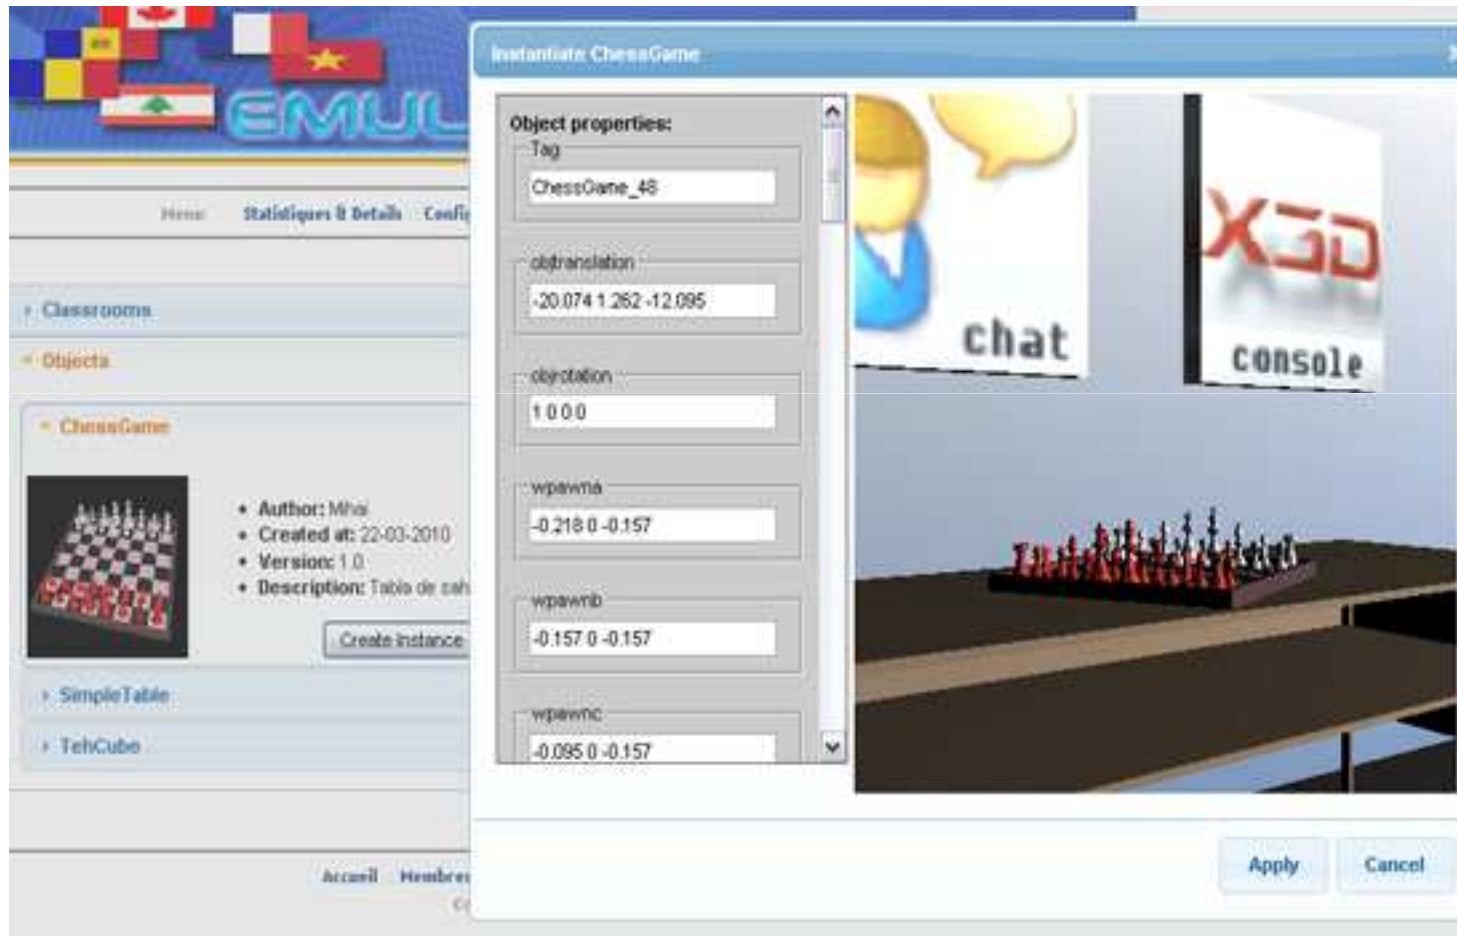 EMUL
Menu
Statistiques & Details
Config
Classrooms
Objects
ChessGame
Author: Mihai
Created at: 22-03-2010
Version: 1.0
Description: Tabla de sah
Create Instance
SimpleTable
TehCubo
Accueil
Membres
Instantiate ChessGame
x
Object properties:
Tag
ChessGame_48
objtranslation
-20.074 1.262 -12.095
objrotation
1 0 0.0
wpawna
-0.218 0 -0.157
wpawnb
-0.157 0 -0.157
wpawnc
-0.095 0 -0.157
chat
X3D
console
Apply
Cancel